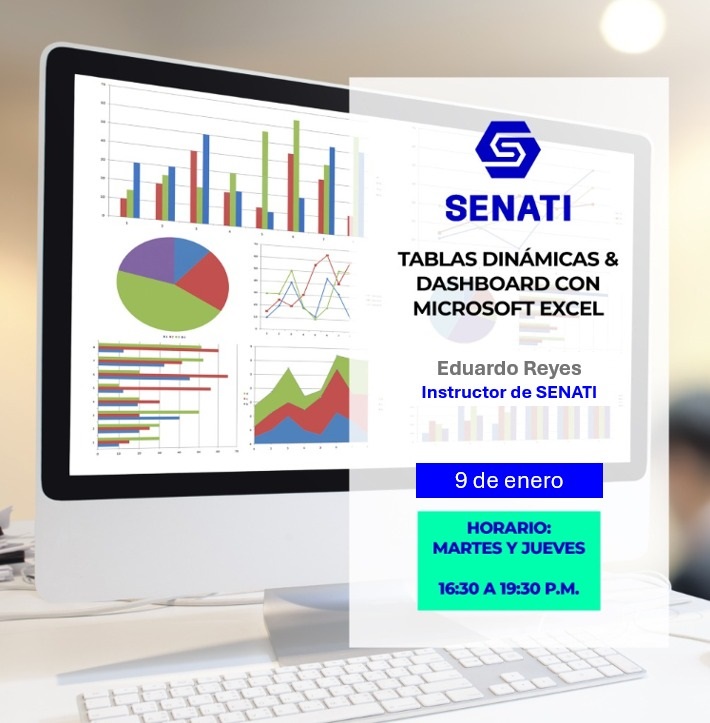 SENATI
TABLAS DINÁMICAS &
DASHBOARD CON
MICROSOFT EXCEL
Eduardo Reyes
Instructor de SENATI
9 de enero
HORARIO:
MARTES Y JUEVES
16:30 A 19:30 P.M.